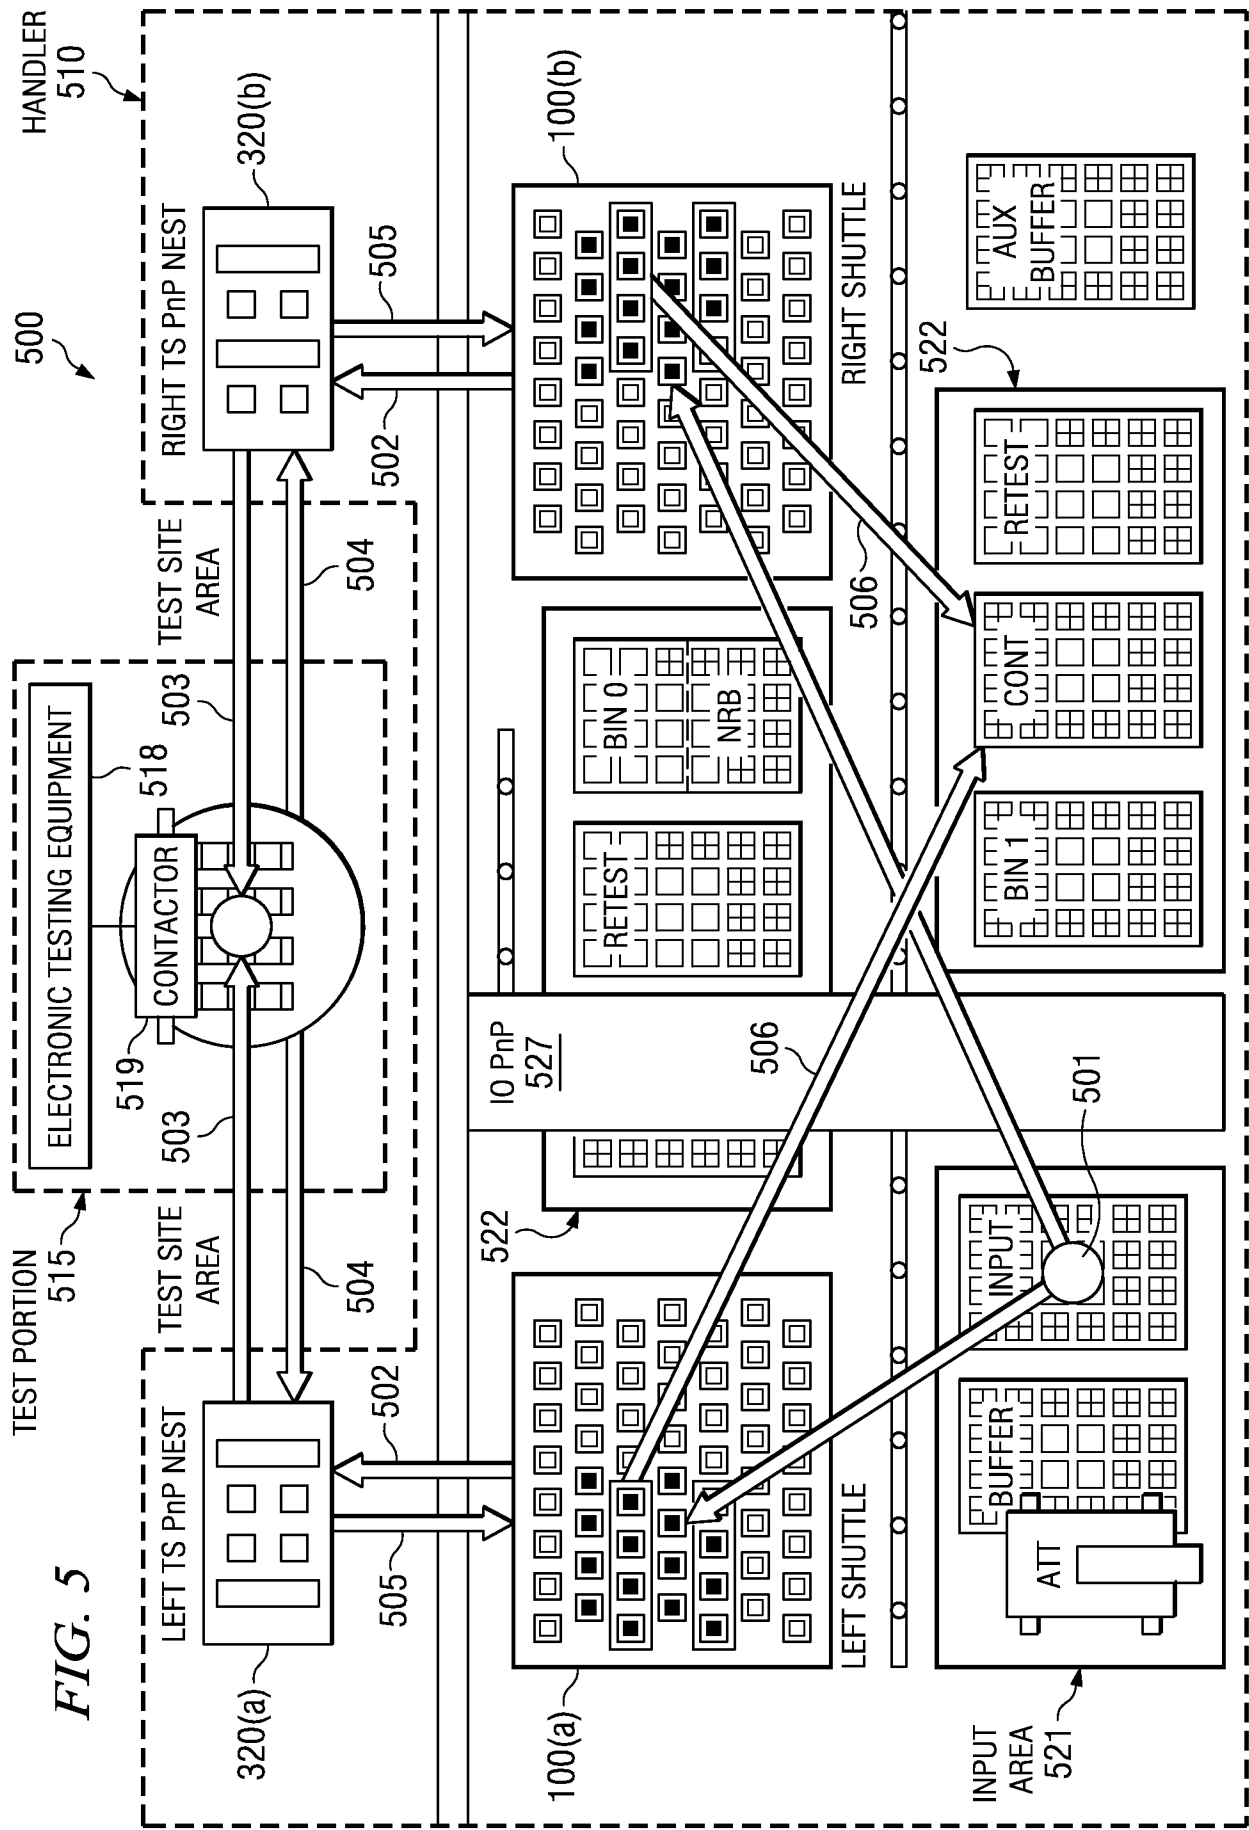 FIG. 5
500
HANDLER
510
TEST PORTION
515
ELECTRONIC TESTING EQUIPMENT
518
519
CONTACTOR
503
503
TEST SITE
AREA
TEST SITE
AREA
504
504
LEFT TS PnP NEST
RIGHT TS PnP NEST
320(a)
320(b)
505
502
502
505
100(a)
100(b)
LEFT SHUTTLE
RIGHT SHUTTLE
IO PnP
527
522
RETEST
BIN 0
NRB
506
506
INPUT
AREA
521
ATT
BUFFER
INPUT
501
BIN 1
CONT
RETEST
522
AUX
BUFFER